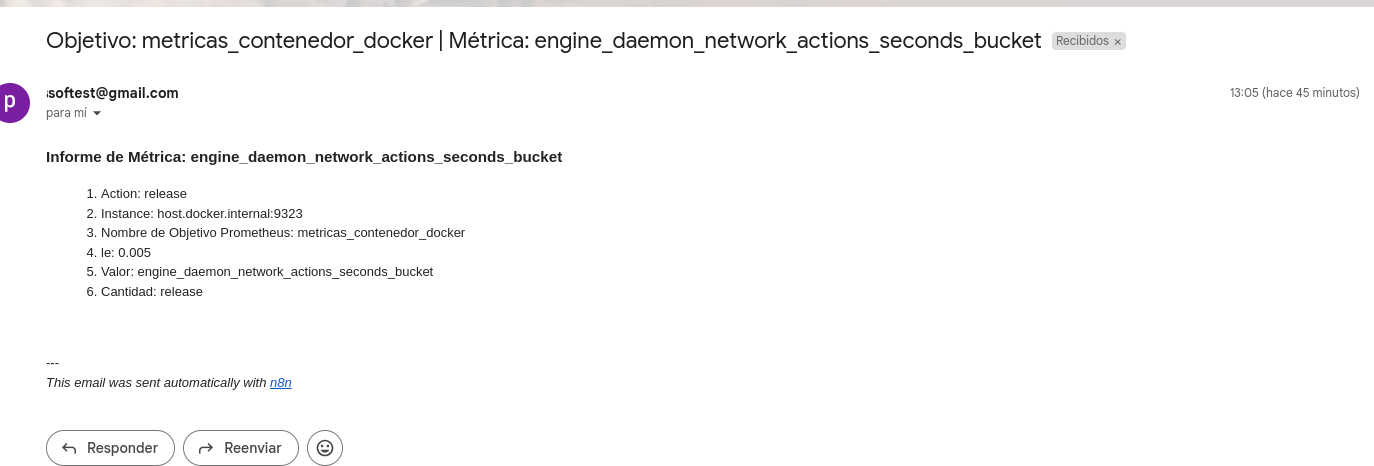 Objetivo: metricas_contenedor_docker | Métrica: engine_daemon_network_actions_seconds_bucket Recibidos ×
p
softest@gmail.com
13:05 (hace 45 minutos)
para mí
Informe de Métrica: engine_daemon_network_actions_seconds_bucket
1. Action: release
2. Instance: host.docker.internal:9323
3. Nombre de Objetivo Prometheus: metricas_contenedor_docker
4. le: 0.005
5. Valor: engine_daemon_network_actions_seconds_bucket
6. Cantidad: release
---
This email was sent automatically with n8n
Responder
Reenviar